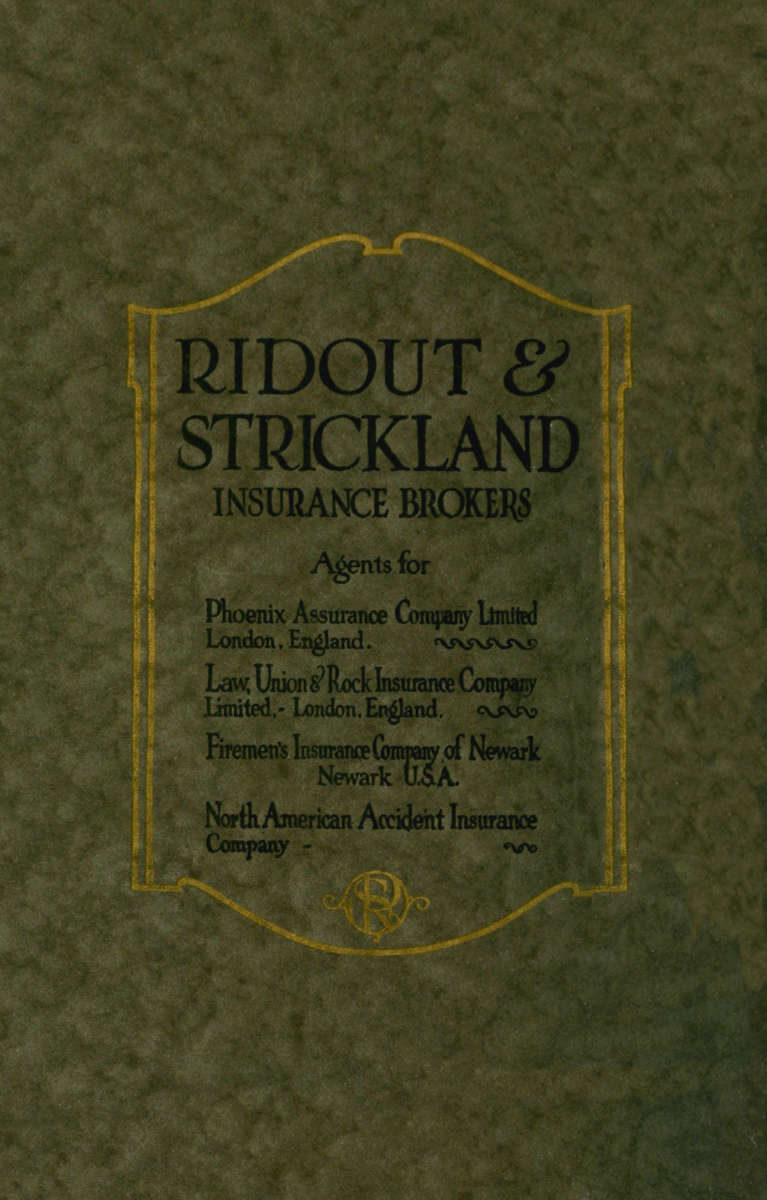 RIDOUT &
STRICKLAND
INSURANCE BROKERS
Agents for
Phoenix Assurance Company Limited
London, England.
Law, Union & Rock Insurance Company
Limited,- London, England.
Firemen's Insurance Company of Newark
Newark U.S.A.
North American Accident Insurance
Company -